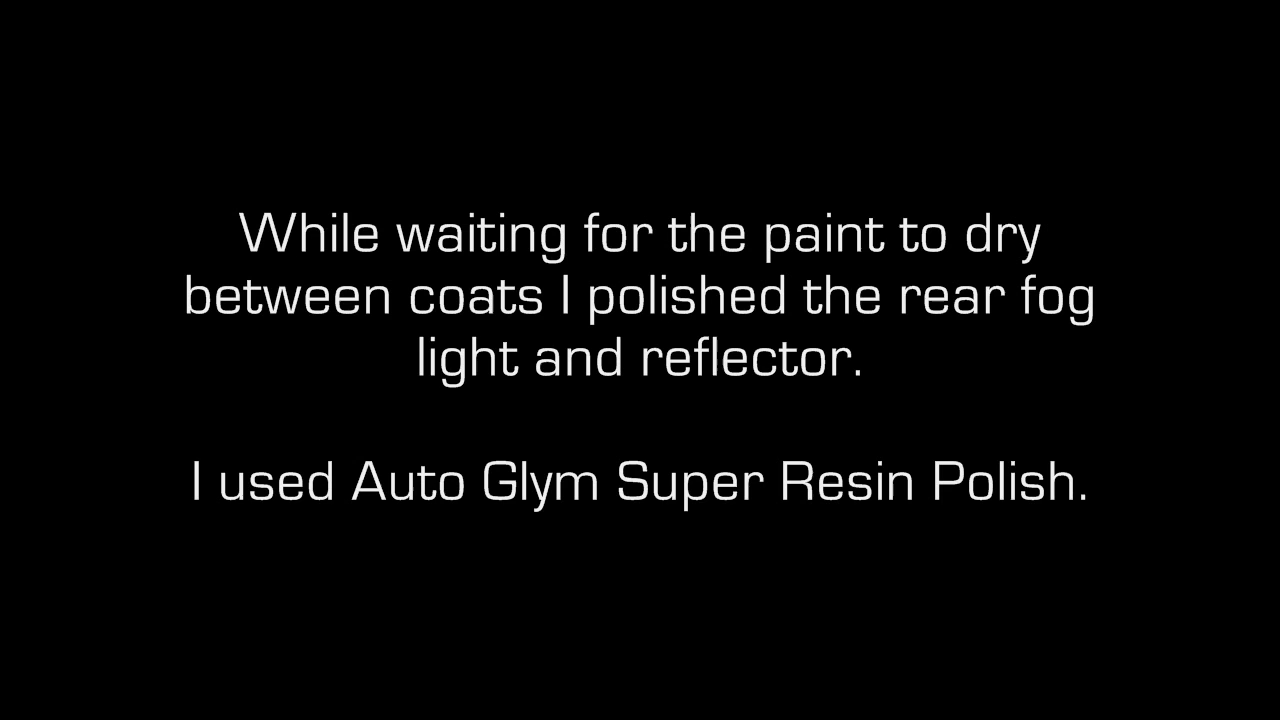 While waiting for the paint to dry
between coats I polished the rear fog
light and reflector.
I used Auto Glym Super Resin Polish.